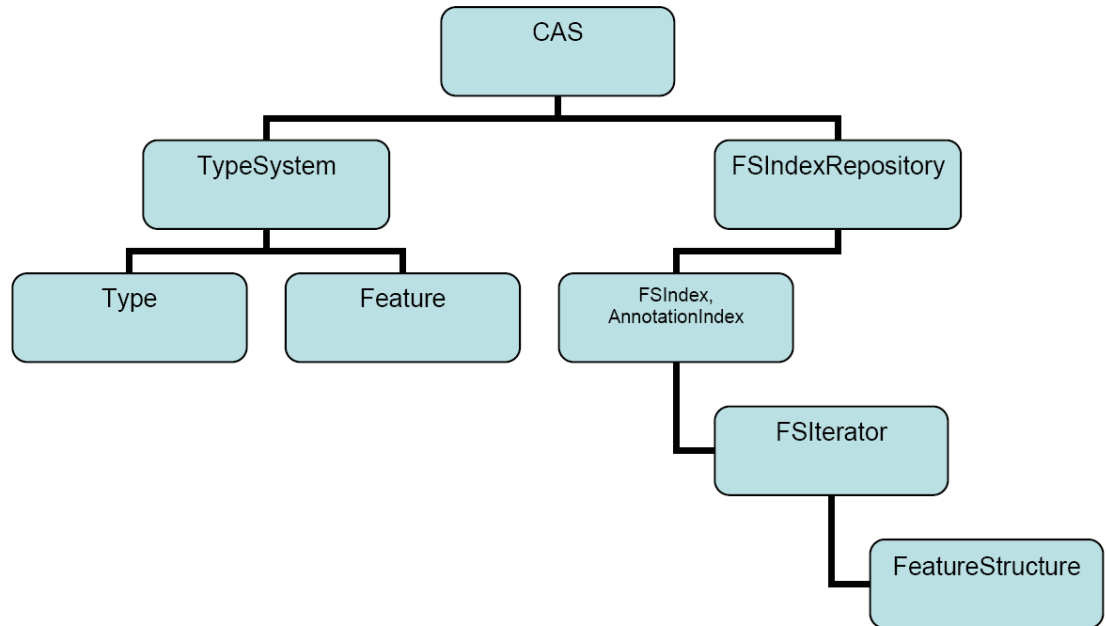 CAS
TypeSystem
FSIndexRepository
Type
Feature
FSIndex,
AnnotationIndex
FSIterator
FeatureStructure